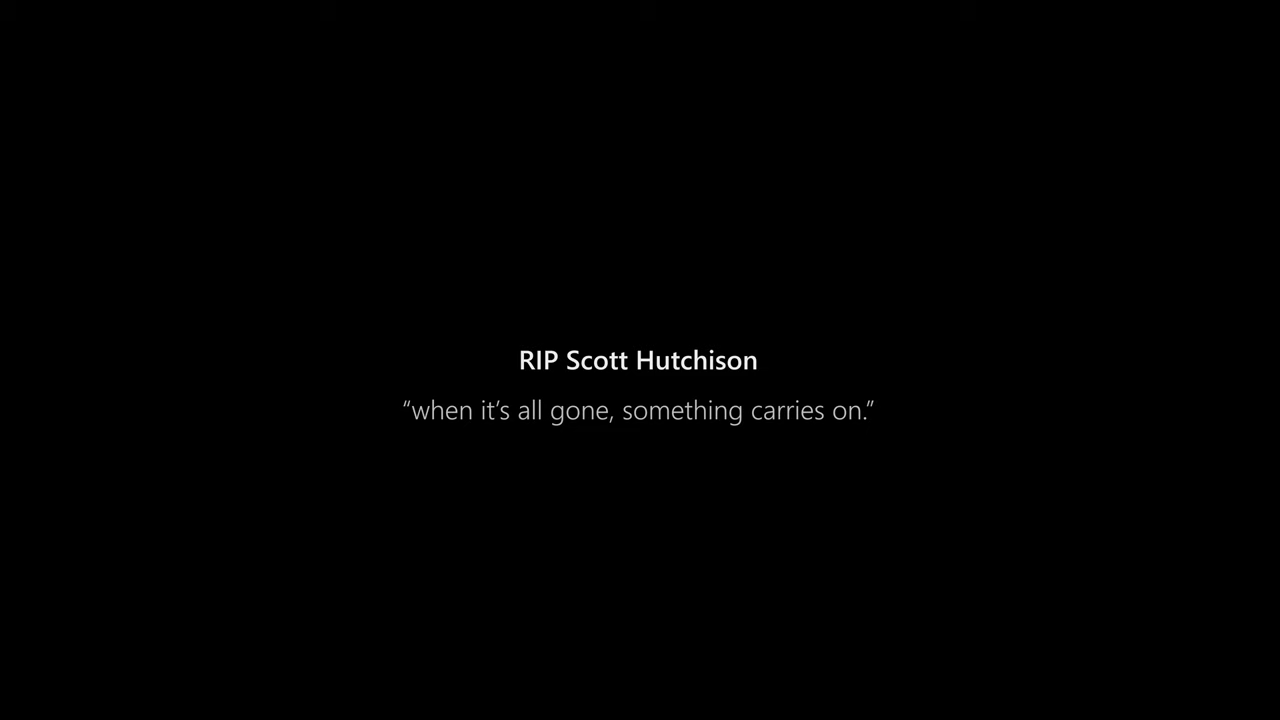 RIP Scott Hutchison
“when it’s all gone, something carries on.”